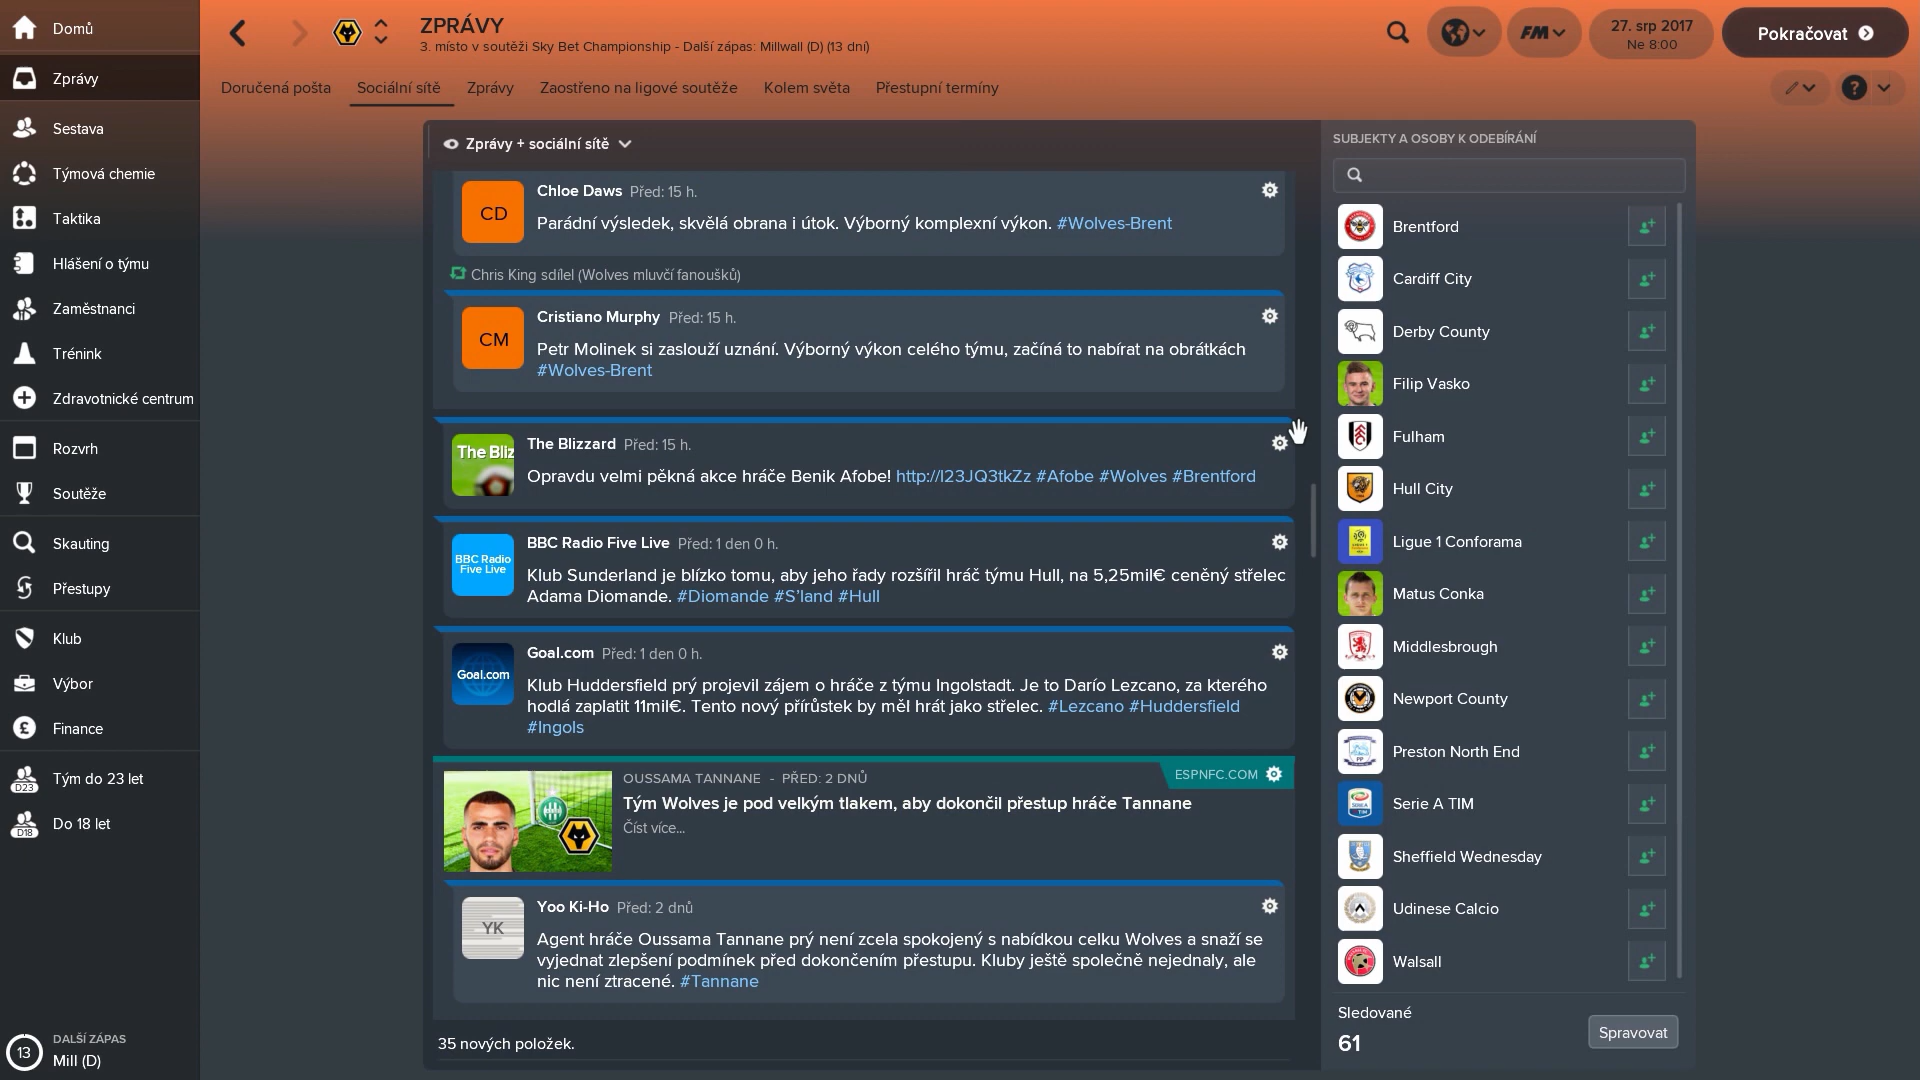 Domů
Zprávy
Sestava
Týmová chemie
Taktika
Hlášení o týmu
Zaměstnanci
Trénink
Zdravotnické centrum
Rozvrh
Soutěže
Skauting
Přestupy
Klub
Výbor
Finance
D23 Tým do 23 let
D18 Do 18 let
13 DALŠÍ ZÁPAS
Mill (D)
ZPRÁVY
3. místo v soutěži Sky Bet Championship - Další zápas: Millwall (D) (13 dní)
FM
27. srp 2017
Ne 8:00
Pokračovat
Doručená pošta Sociální sítě Zprávy Zaostřeno na ligové soutěže Kolem světa Přestupní termíny
?
Zprávy + sociální sítě
CD
Chloe Daws Před: 15 h.
Parádní výsledek, skvělá obrana i útok. Výborný komplexní výkon. #Wolves-Brent
Chris King sdílel (Wolves mluvčí fanoušků)
CM
Cristiano Murphy Před: 15 h.
Petr Molinek si zaslouží uznání. Výborný výkon celého týmu, začíná to nabírat na obrátkách
#Wolves-Brent
The Bliz
The Blizzard Před: 15 h.
Opravdu velmi pěkná akce hráče Benik Afobe! http://l23JQ3tkZz #Afobe #Wolves #Brentford
BBC Radio
Five Live
BBC Radio Five Live Před: 1 den 0 h.
Klub Sunderland je blízko tomu, aby jeho řady rozšířil hráč týmu Hull, na 5,25mil€ ceněný střelec
Adama Diomande. #Diomande #S'land #Hull
Goal.com
Goal.com Před: 1 den 0 h.
Klub Huddersfield prý projevil zájem o hráče z týmu Ingolstadt. Je to Darío Lezcano, za kterého
hodlá zaplatit 11mil€. Tento nový přírůstek by měl hrát jako střelec. #Lezcano #Huddersfield
#Ingols
OUSSAMA TANNANE - PŘED: 2 DNŮ
ESPNFC.COM
Tým Wolves je pod velkým tlakem, aby dokončil přestup hráče Tannane
Číst více...
YK
Yoo Ki-Ho Před: 2 dnů
Agent hráče Oussama Tannane prý není zcela spokojený s nabídkou celku Wolves a snaží se
vyjednat zlepšení podmínek před dokončením přestupu. Kluby ještě společně nejednaly, ale
nic není ztracené. #Tannane
35 nových položek.
SUBJEKTY A OSOBY K ODEBÍRÁNÍ
Brentford
Cardiff City
Derby County
Filip Vasko
Fulham
Hull City
Ligue 1 Conforama
Matus Conka
Middlesbrough
Newport County
Preston North End
Serie A TIM
Sheffield Wednesday
Udinese Calcio
Walsall
Sledované
61
Spravovat